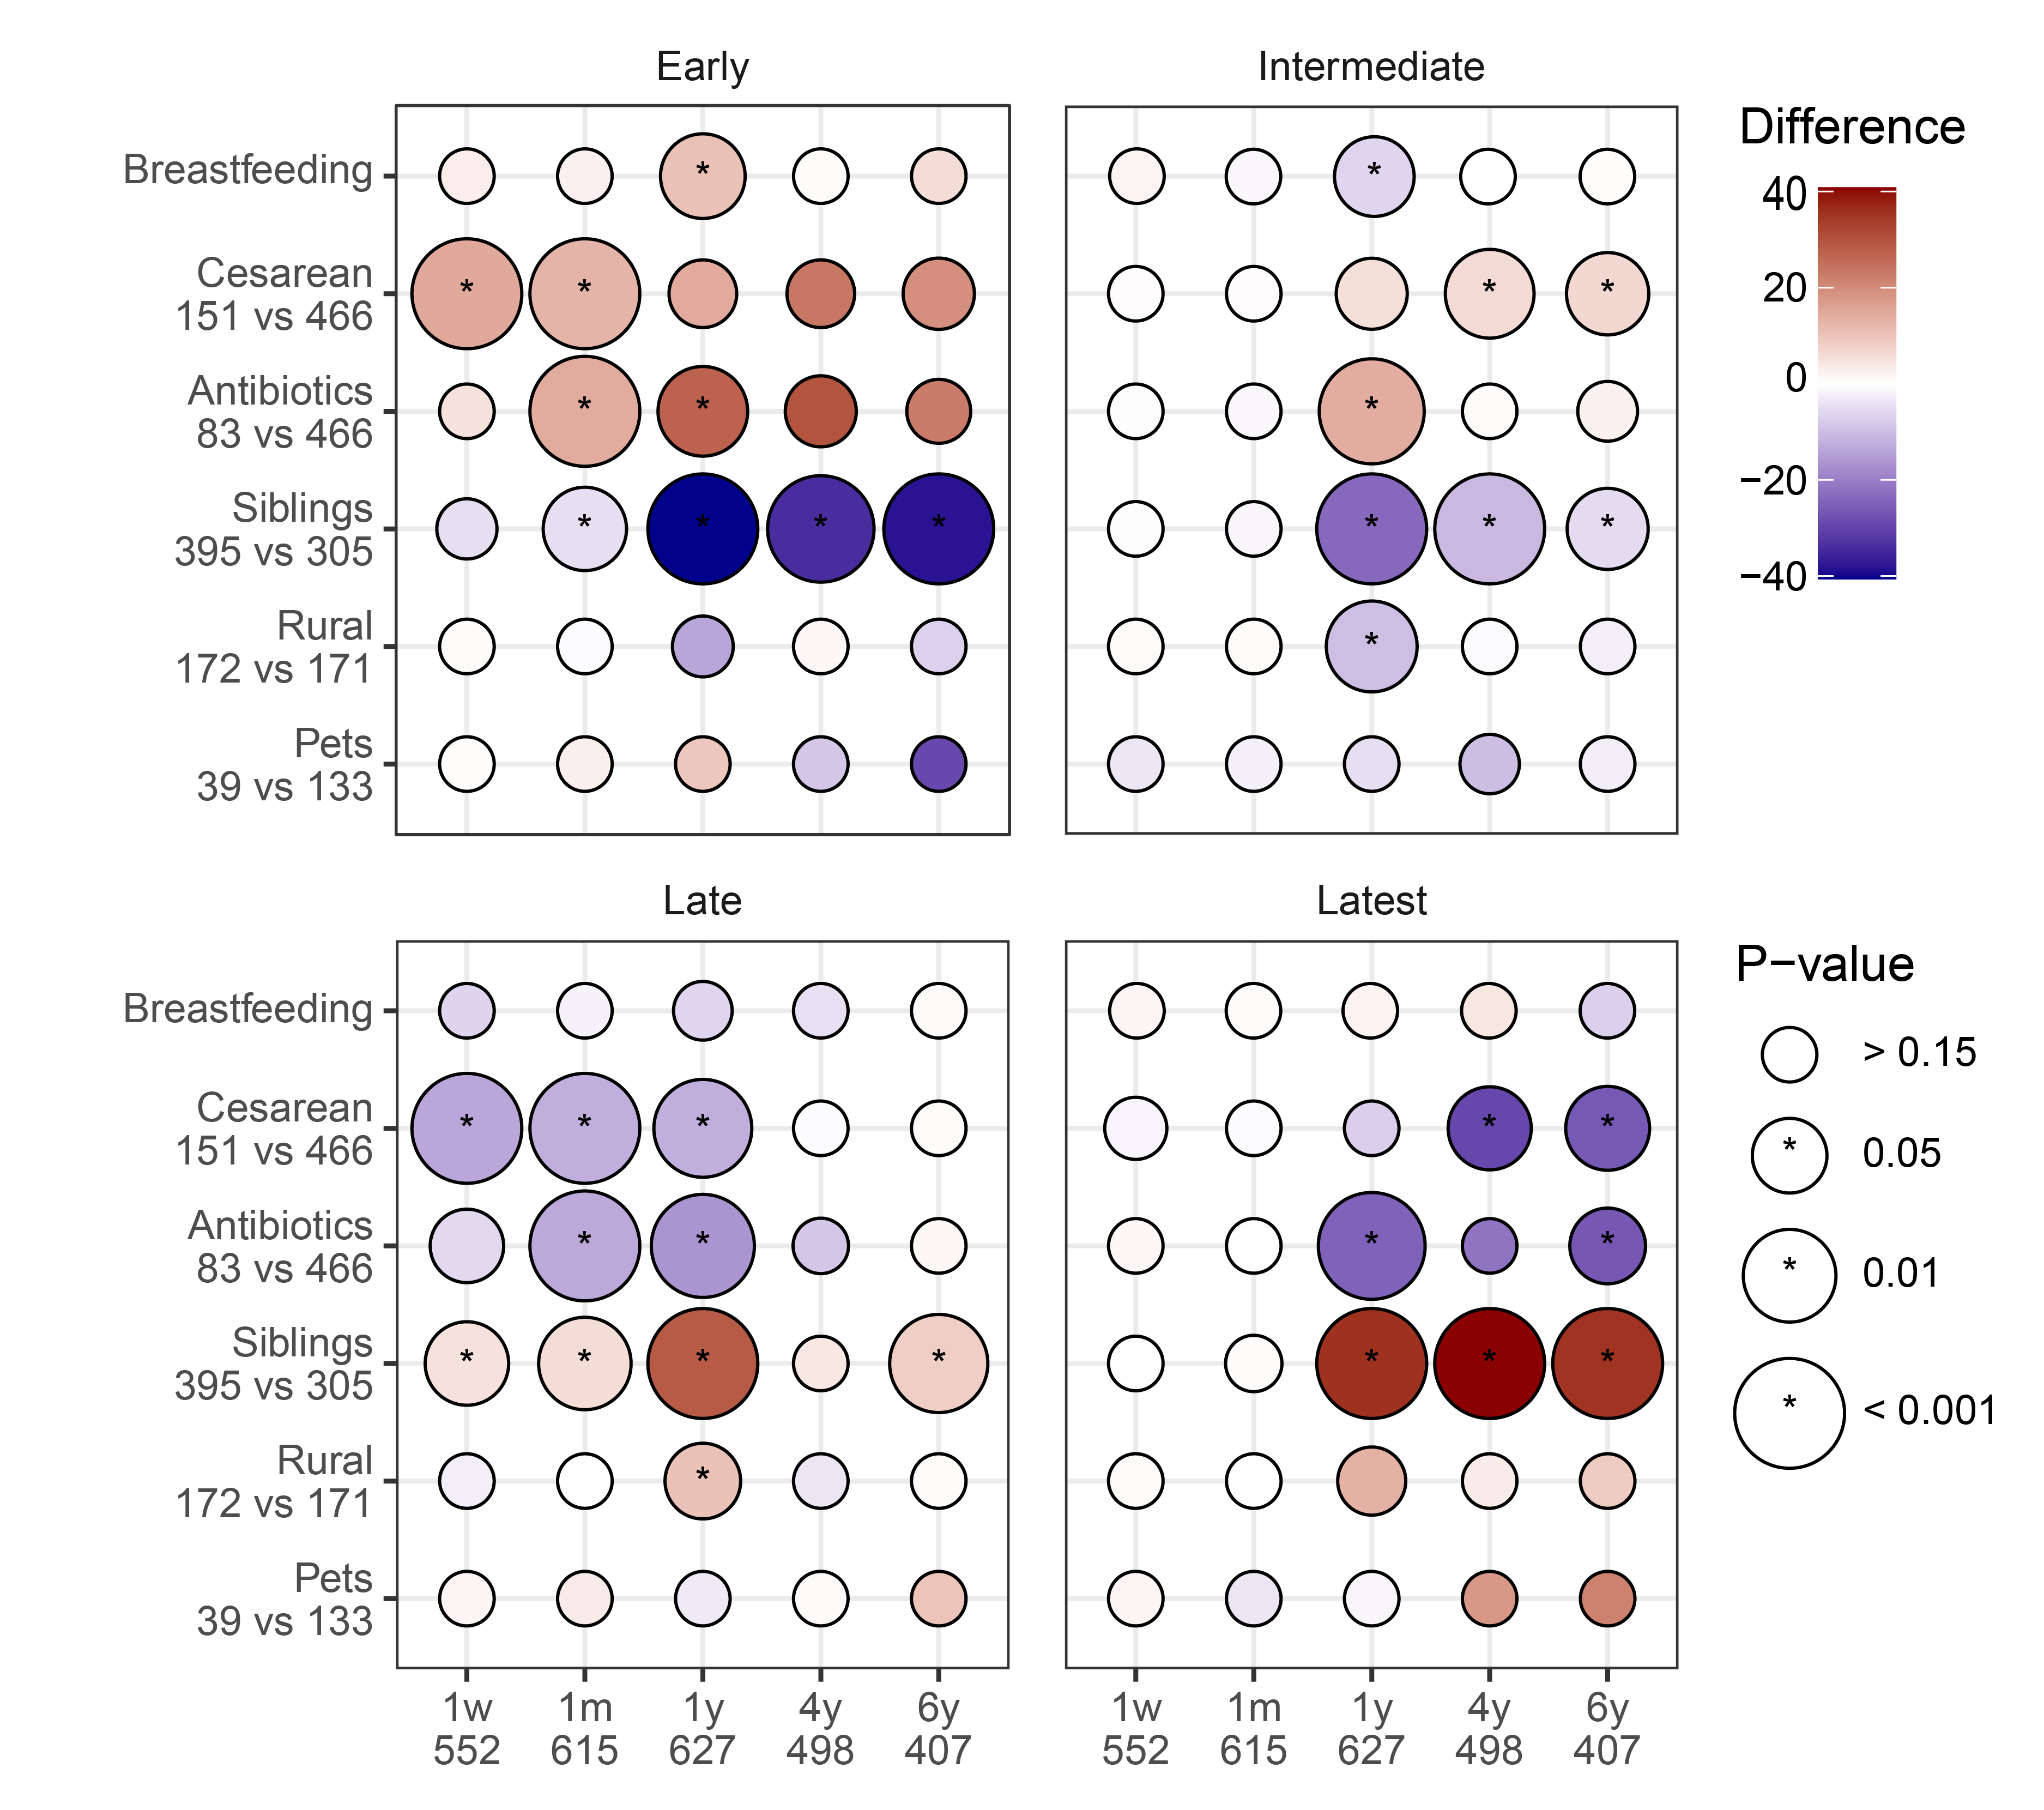 Early
Intermediate
Breastfeeding
Cesarean
151 vs 466
Antibiotics
83 vs 466
Siblings
395 vs 305
Rural
172 vs 171
Pets
39 vs 133
* 
* *
* *
* * * *
*
* *
*
* * *
*
Difference
40
20
0
−20
−40
Late
Latest
Breastfeeding
Cesarean
151 vs 466
Antibiotics
83 vs 466
Siblings
395 vs 305
Rural
172 vs 171
Pets
39 vs 133
* * *
* *
* * * *
*
* *
* *
* * *
1w 1m 1y 4y 6y
552 615 627 498 407
1w 1m 1y 4y 6y
552 615 627 498 407
P−value
> 0.15
* 0.05
* 0.01
* < 0.001